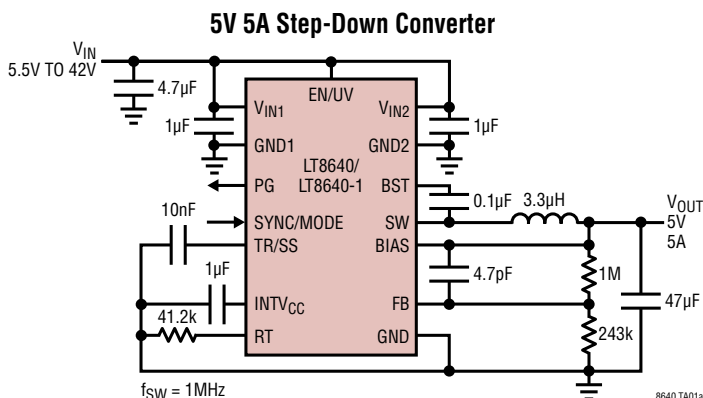 5V 5A Step-Down Converter
VIN
5.5V TO 42V
4.7µF
EN/UV
VIN1
VIN2
1µF
1µF
GND1
GND2
LT8640/
LT8640-1
PG
BST
0.1µF
3.3µH
VOUT
5V
5A
10nF
SYNC/MODE
SW
TR/SS
BIAS
1µF
4.7pF
1M
INTVCC
FB
47µF
41.2k
243k
RT
GND
fSW = 1MHz
8640 TA01a